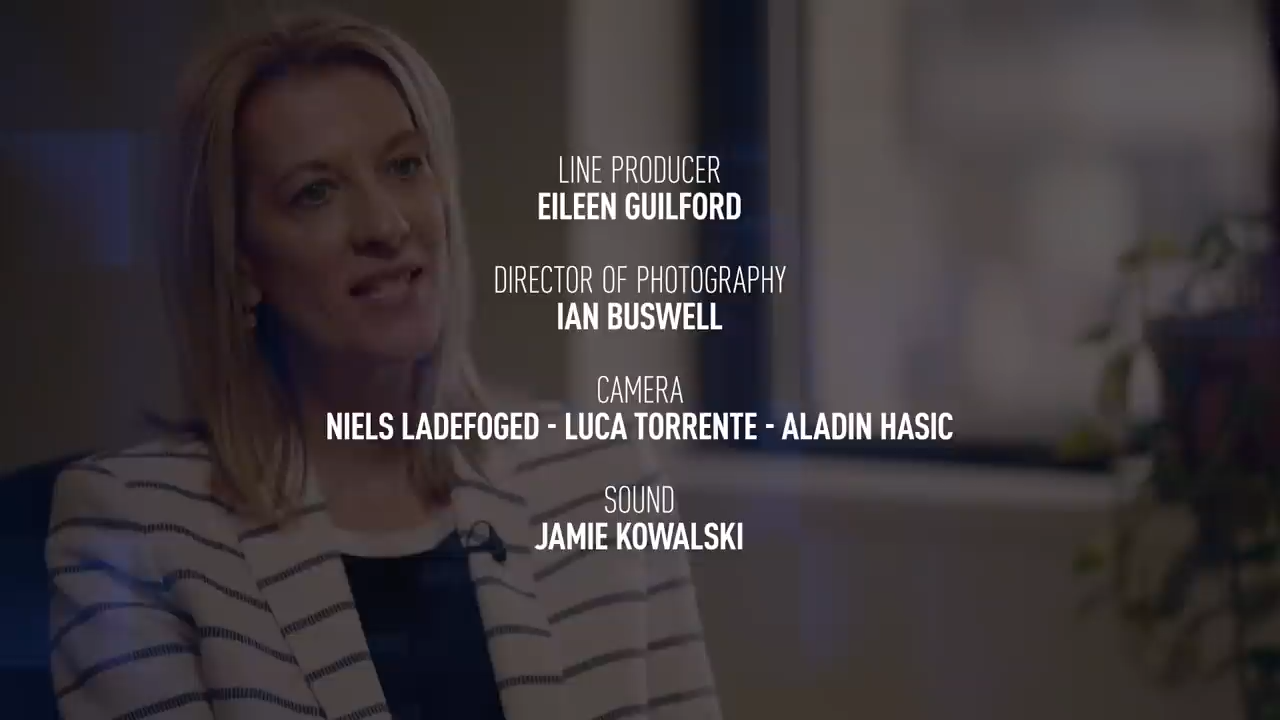 LINE PRODUCER
EILEEN GUILFORD
DIRECTOR OF PHOTOGRAPHY
IAN BUSWELL
CAMERA
NIELS LADEFOGED - LUCA TORRENTE - ALADIN HASIC
SOUND
JAMIE KOWALSKI